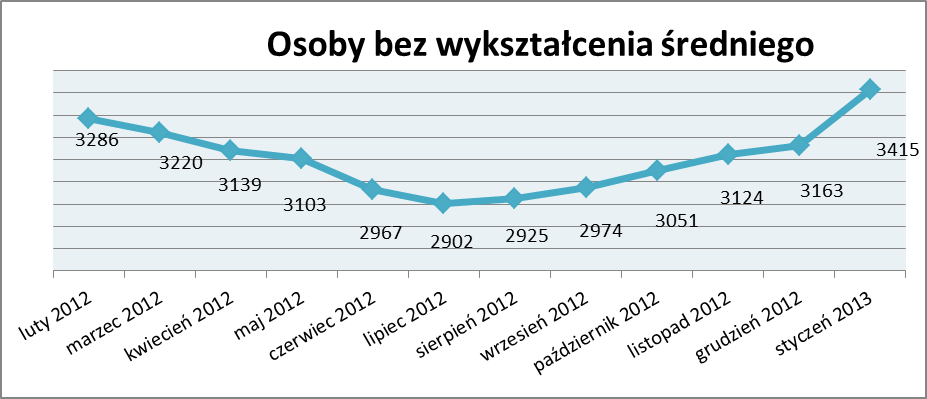 Osoby bez wykształcenia średniego
3286
3220
3139
3103
2967
2902
2925
2974
3051
3124
3163
3415
luty 2012
marzec 2012
kwiecień 2012
maj 2012
czerwiec 2012
lipiec 2012
sierpień 2012
wrzesień 2012
październik 2012
listopad 2012
grudzień 2012
styczeń 2013